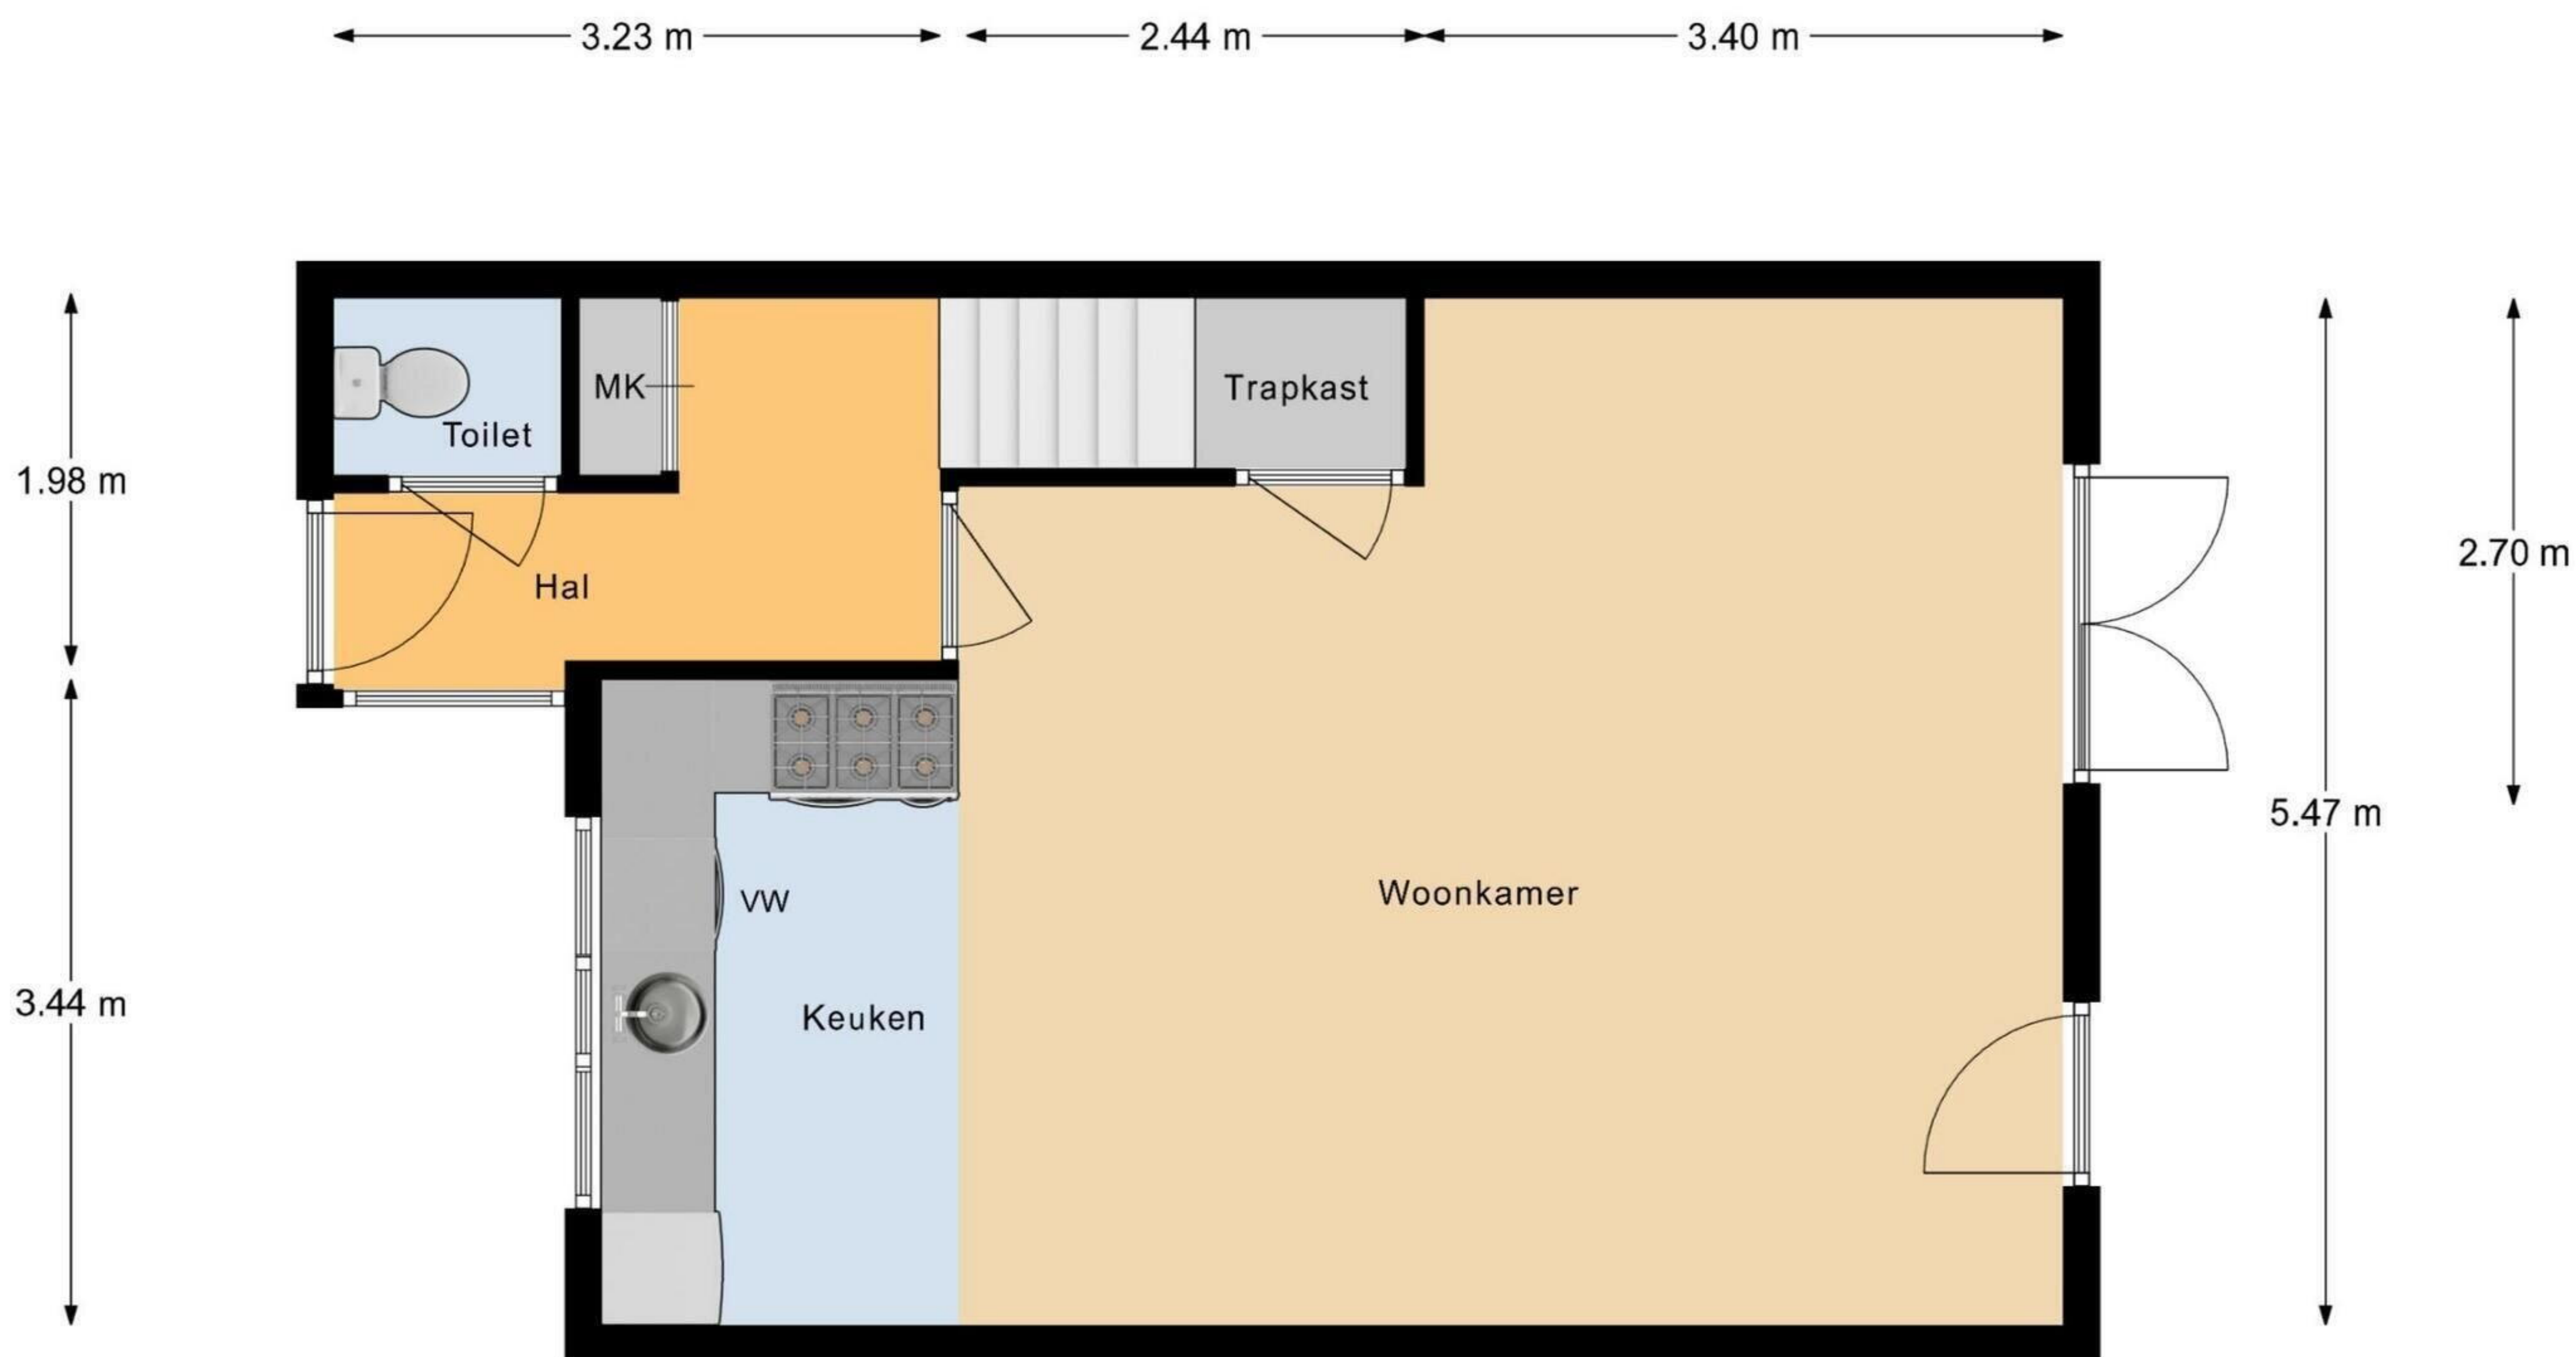 3.23 m
2.44 m
3.40 m
MK
Trapkast
Toilet
1.98 m
2.70 m
Hal
5.47 m
Woonkamer
VW
3.44 m
Keuken